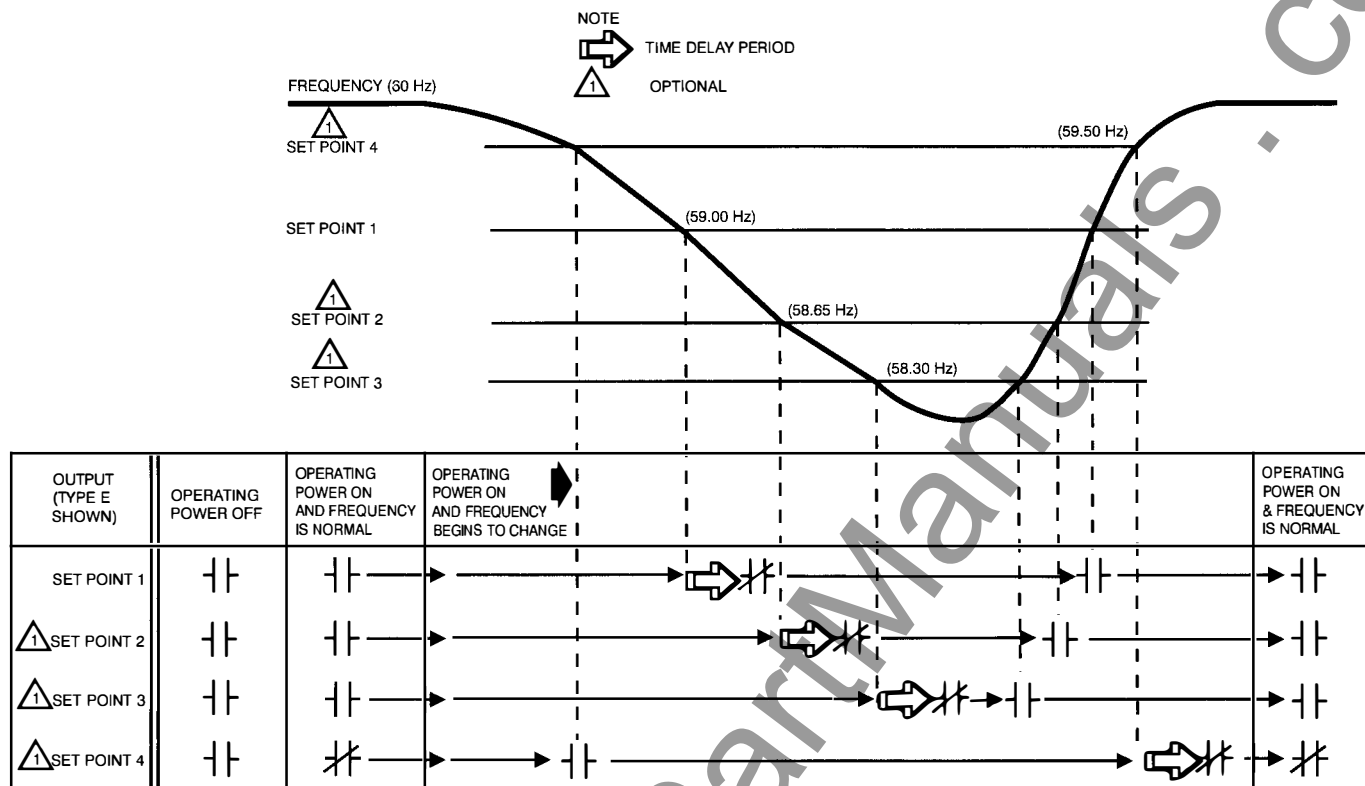 NOTE
TIME DELAY PERIOD
1 OPTIONAL
FREQUENCY (30 Hz)
1
SET POINT 4
(59.50 Hz)
SET POINT 1
(59.00 Hz)
1
SET POINT 2
(58.65 Hz)
1
SET POINT 3
(58.30 Hz)
OUTPUT
(TYPE E
SHOWN)
OPERATING
POWER OFF
OPERATING
POWER ON
AND FREQUENCY
IS NORMAL
OPERATING
POWER ON
AND FREQUENCY
BEGINS TO CHANGE
OPERATING
POWER ON
& FREQUENCY
IS NORMAL
SET POINT 1
1 SET POINT 2
1 SET POINT 3
1 SET POINT 4
artManuals . co